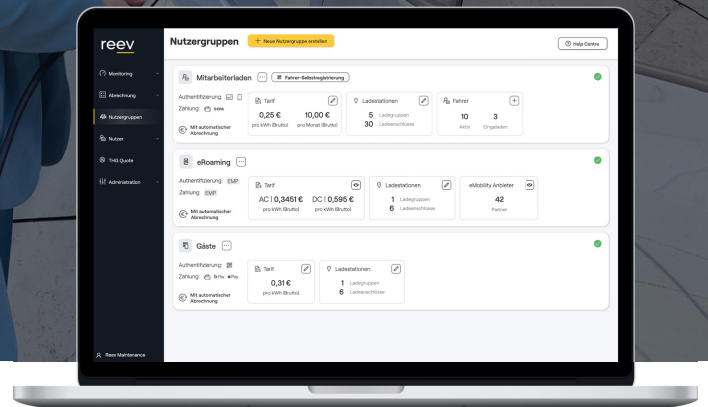 reev
Nutzergruppen
+ Neue Nutzergruppe erstellen
Help Centre
Monitoring
Abrechnung
Nutzergruppen
Nutzer
THG Quote
Administration
Reev Maintenance
Mitarbeiterladen
Fahrer-Selbstregistrierung
Authentifizierung:
Zahlung: SEPA
Mit automatischer
Abrechnung
Tarif
0,25 € 10,00 €
pro kWh (Brutto) pro Monat (Brutto)
Ladestationen
5 Ladegruppen
30 Ladeanschlüsse
Fahrer
10 3
Aktiv Eingeladen
eRoaming
Authentifizierung: EMP
Zahlung: EMP
Mit automatischer
Abrechnung
Tarif
AC | 0,3451 € DC | 0,595 €
pro kWh (Brutto) pro kWh (Brutto)
Ladestationen
1 Ladegruppen
6 Ladeanschlüsse
eMobility Anbieter
42
Partner
Gäste
Authentifizierung:
Zahlung: G Pay Pay
Mit automatischer
Abrechnung
Tarif
0,31 €
pro kWh (Brutto)
Ladestationen
1 Ladegruppen
6 Ladeanschlüsse